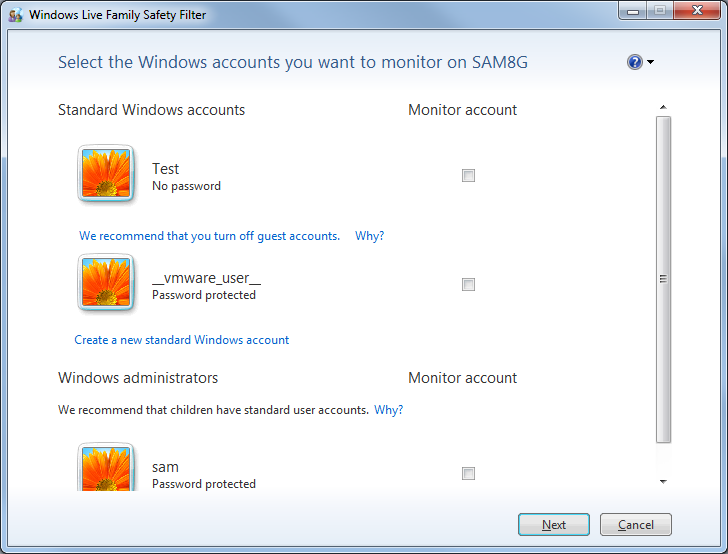 Windows Live Family Safety Filter
Select the Windows accounts you want to monitor on SAM8G
Standard Windows accounts Monitor account
Test
No password
We recommend that you turn off guest accounts. Why?
__vmware_user__
Password protected
Create a new standard Windows account
Windows administrators Monitor account
We recommend that children have standard user accounts. Why?
sam
Password protected
Next Cancel